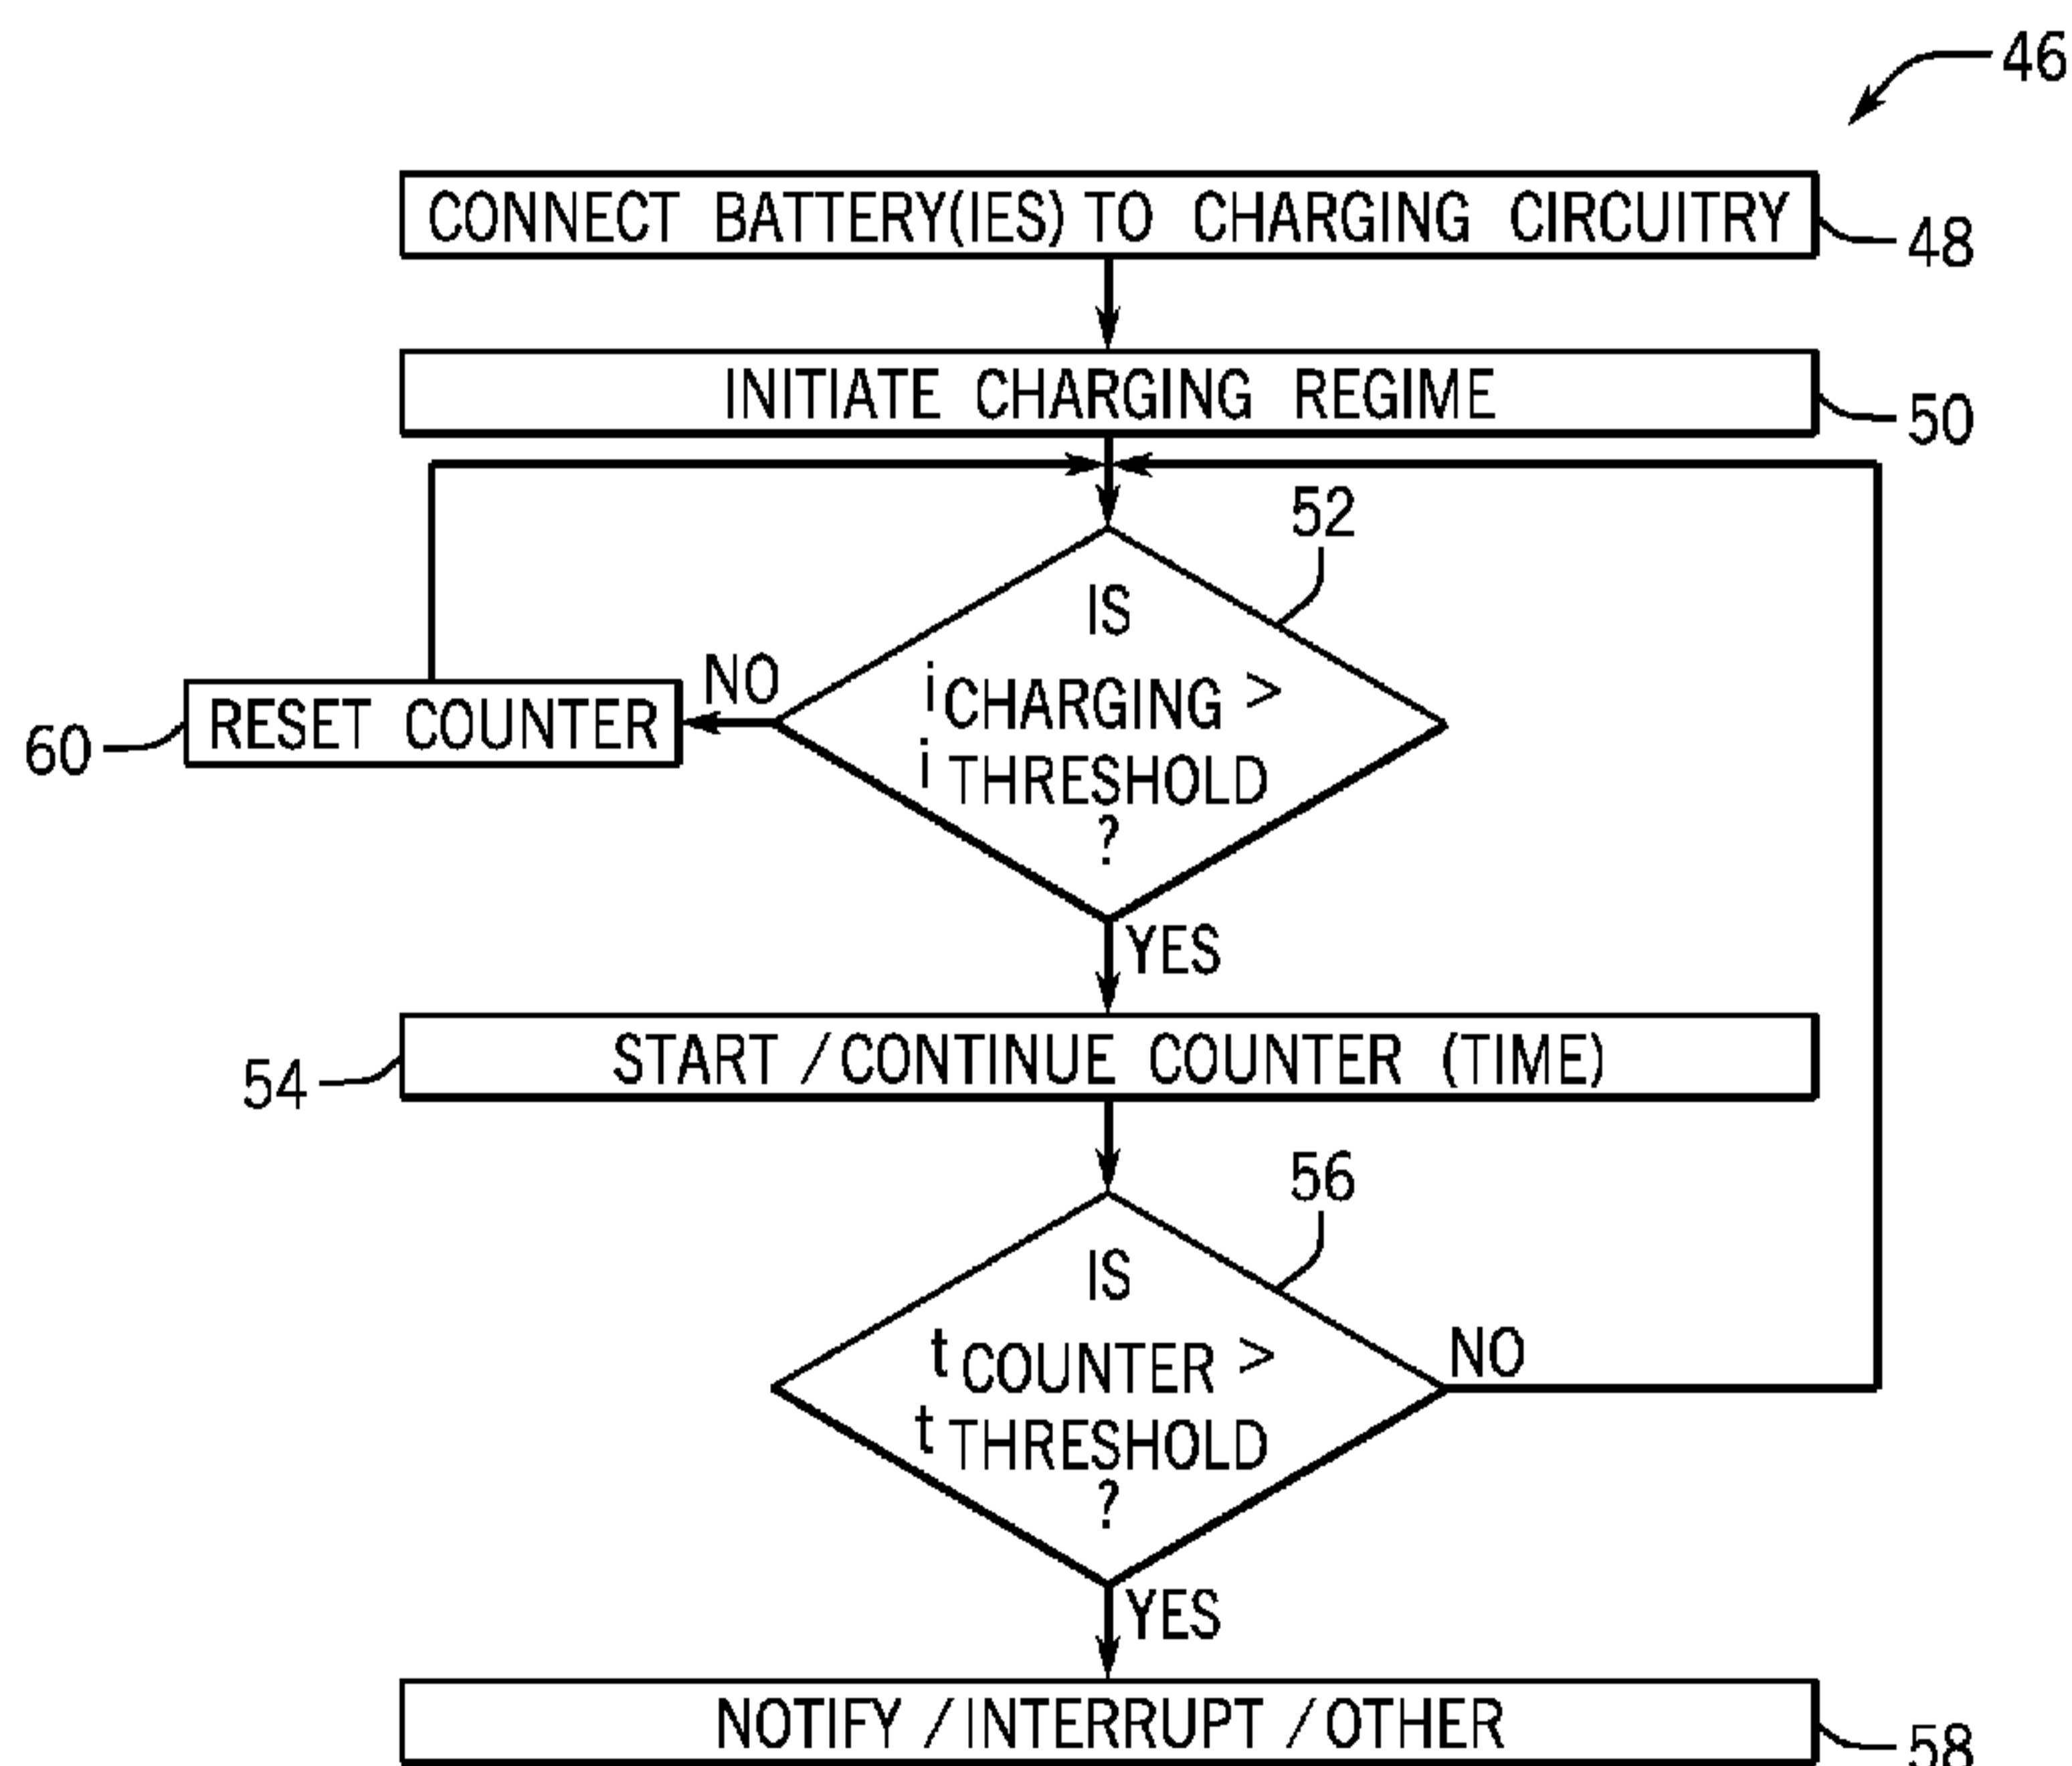 46
CONNECT BATTERY(IES) TO CHARGING CIRCUITRY
48
INITIATE CHARGING REGIME
50
52
IS
i CHARGING >
i THRESHOLD
?
NO
RESET COUNTER
60
YES
START / CONTINUE COUNTER (TIME)
54
56
IS
t COUNTER >
t THRESHOLD
?
NO
YES
NOTIFY / INTERRUPT / OTHER
58